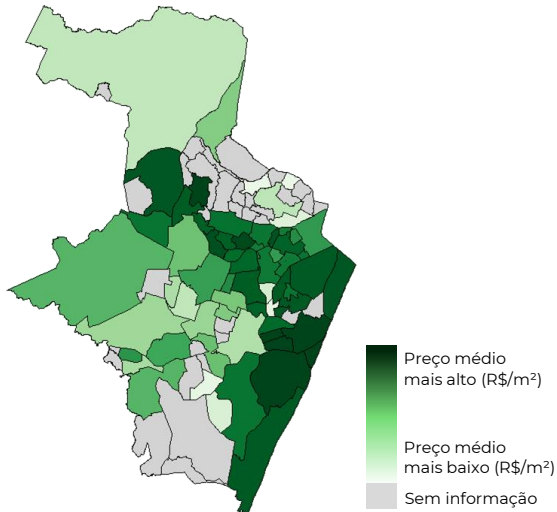 Preço médio
mais alto (R$/m²)
Preço médio
mais baixo (R$/m²)
Sem informação